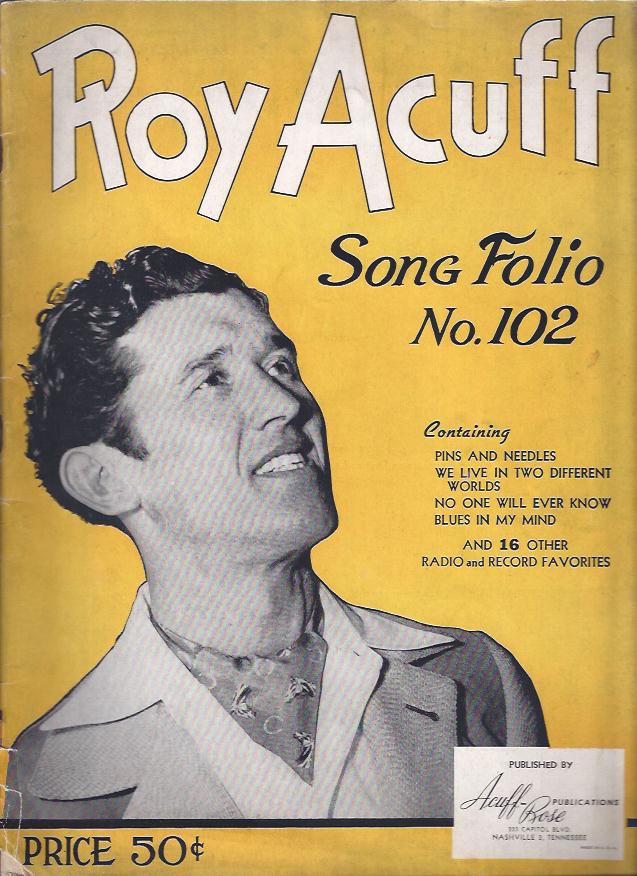 Roy Acuff
Song Folio
No. 102
Containing
PINS AND NEEDLES
WE LIVE IN TWO DIFFERENT
WORLDS
NO ONE WILL EVER KNOW
BLUES IN MY MIND
AND 16 OTHER
RADIO and RECORD FAVORITES
PUBLISHED BY
Acuff-Rose PUBLICATIONS
CAPITOL BLVD.
NASHVILLE 3, TENNESSEE
PRICE 50¢